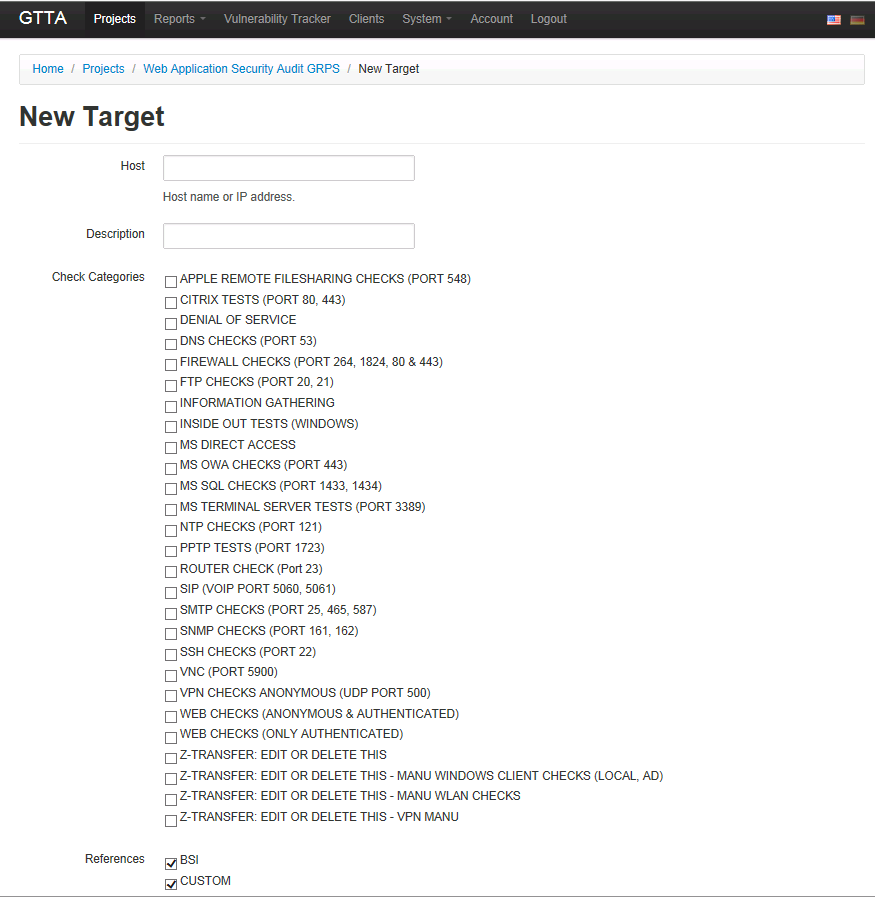 GTTA Projects Reports Vulnerability Tracker Clients System Account Logout
Home / Projects / Web Application Security Audit GRPS / New Target
New Target
Host
Host name or IP address.
Description
Check Categories
APPLE REMOTE FILESHARING CHECKS (PORT 548)
CITRIX TESTS (PORT 80, 443)
DENIAL OF SERVICE
DNS CHECKS (PORT 53)
FIREWALL CHECKS (PORT 264, 1824, 80 & 443)
FTP CHECKS (PORT 20, 21)
INFORMATION GATHERING
INSIDE OUT TESTS (WINDOWS)
MS DIRECT ACCESS
MS OWA CHECKS (PORT 443)
MS SQL CHECKS (PORT 1433, 1434)
MS TERMINAL SERVER TESTS (PORT 3389)
NTP CHECKS (PORT 121)
PPTP TESTS (PORT 1723)
ROUTER CHECK (Port 23)
SIP (VOIP PORT 5060, 5061)
SMTP CHECKS (PORT 25, 465, 587)
SNMP CHECKS (PORT 161, 162)
SSH CHECKS (PORT 22)
VNC (PORT 5900)
VPN CHECKS ANONYMOUS (UDP PORT 500)
WEB CHECKS (ANONYMOUS & AUTHENTICATED)
WEB CHECKS (ONLY AUTHENTICATED)
Z-TRANSFER: EDIT OR DELETE THIS
Z-TRANSFER: EDIT OR DELETE THIS - MANU WINDOWS CLIENT CHECKS (LOCAL, AD)
Z-TRANSFER: EDIT OR DELETE THIS - MANU WLAN CHECKS
Z-TRANSFER: EDIT OR DELETE THIS - VPN MANU
References
BSI
CUSTOM